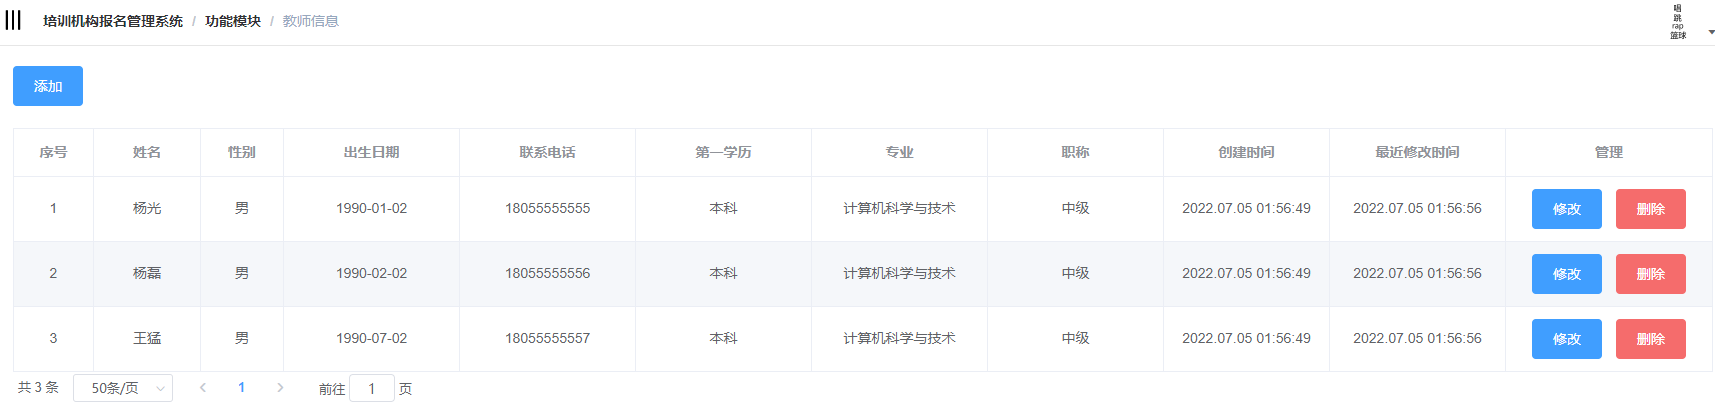 培训机构报名管理系统 / 功能模块 / 教师信息
唱
跳
rap
篮球
添加
序号 姓名 性别 出生日期 联系电话 第一学历 专业 职称 创建时间 最近修改时间 管理
1 杨光 男 1990-01-02 18055555555 本科 计算机科学与技术 中级 2022.07.05 01:56:49 2022.07.05 01:56:56 修改 删除
2 杨磊 男 1990-02-02 18055555556 本科 计算机科学与技术 中级 2022.07.05 01:56:49 2022.07.05 01:56:56 修改 删除
3 王猛 男 1990-07-02 18055555557 本科 计算机科学与技术 中级 2022.07.05 01:56:49 2022.07.05 01:56:56 修改 删除
共 3 条 50条/页 1 前往 1 页